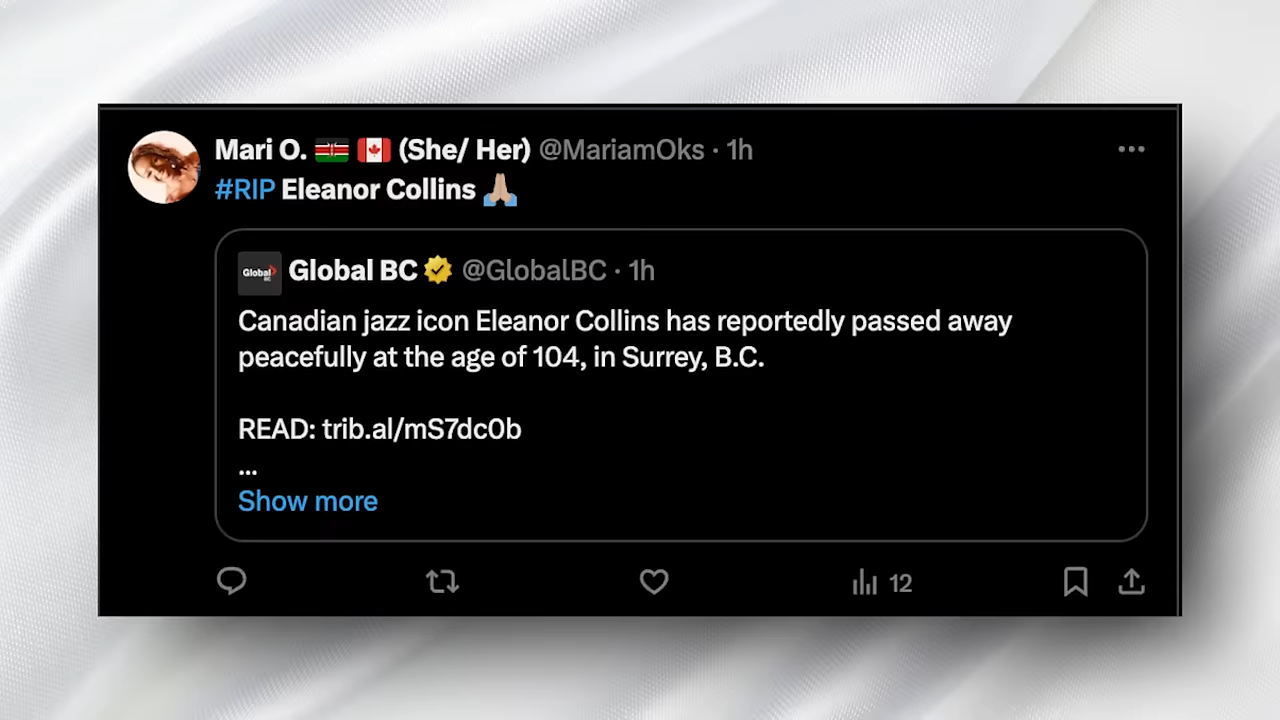 Mari O. 🇰🇪 🇨🇦 (She/ Her) @MariamOks · 1h
#RIP Eleanor Collins 🙏🏼
Global BC
Global BC @GlobalBC · 1h
Canadian jazz icon Eleanor Collins has reportedly passed away
peacefully at the age of 104, in Surrey, B.C.
READ: trib.al/mS7dc0b
...
Show more
12